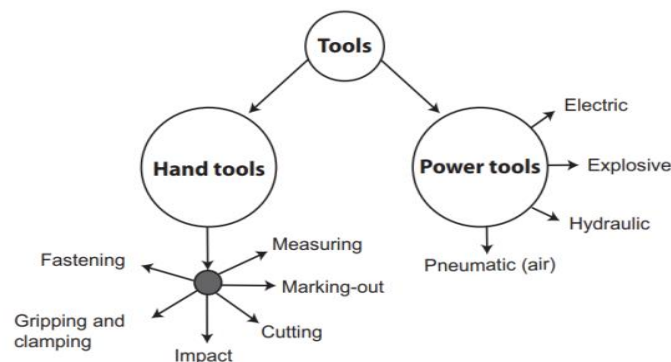 Tools
Hand tools
Power tools
Electric
Explosive
Hydraulic
Pneumatic (air)
Measuring
Fastening
Marking-out
Gripping and
clamping
Cutting
Impact